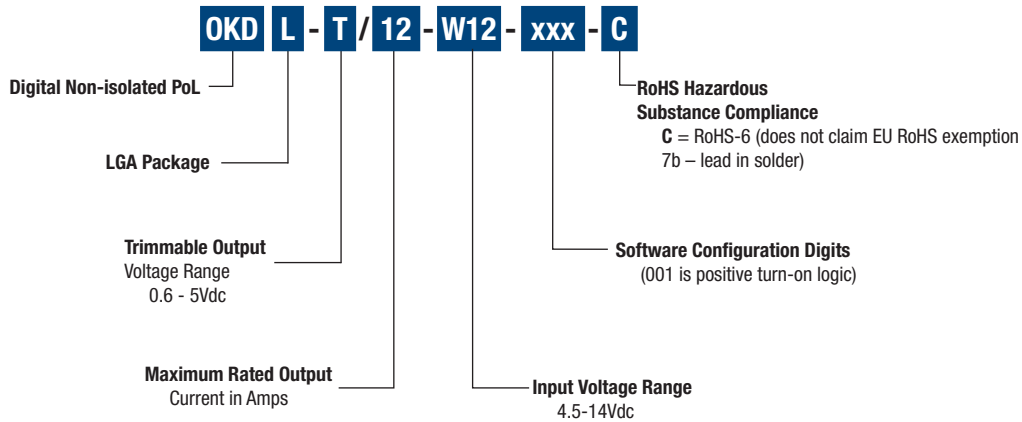 OKD L - T / 12 - W12 - xxx - C
Digital Non-isolated PoL
LGA Package
Trimmable Output
Voltage Range
0.6 - 5Vdc
Maximum Rated Output
Current in Amps
Input Voltage Range
4.5-14Vdc
Software Configuration Digits
(001 is positive turn-on logic)
RoHS Hazardous
Substance Compliance
C = RoHS-6 (does not claim EU RoHS exemption
7b – lead in solder)